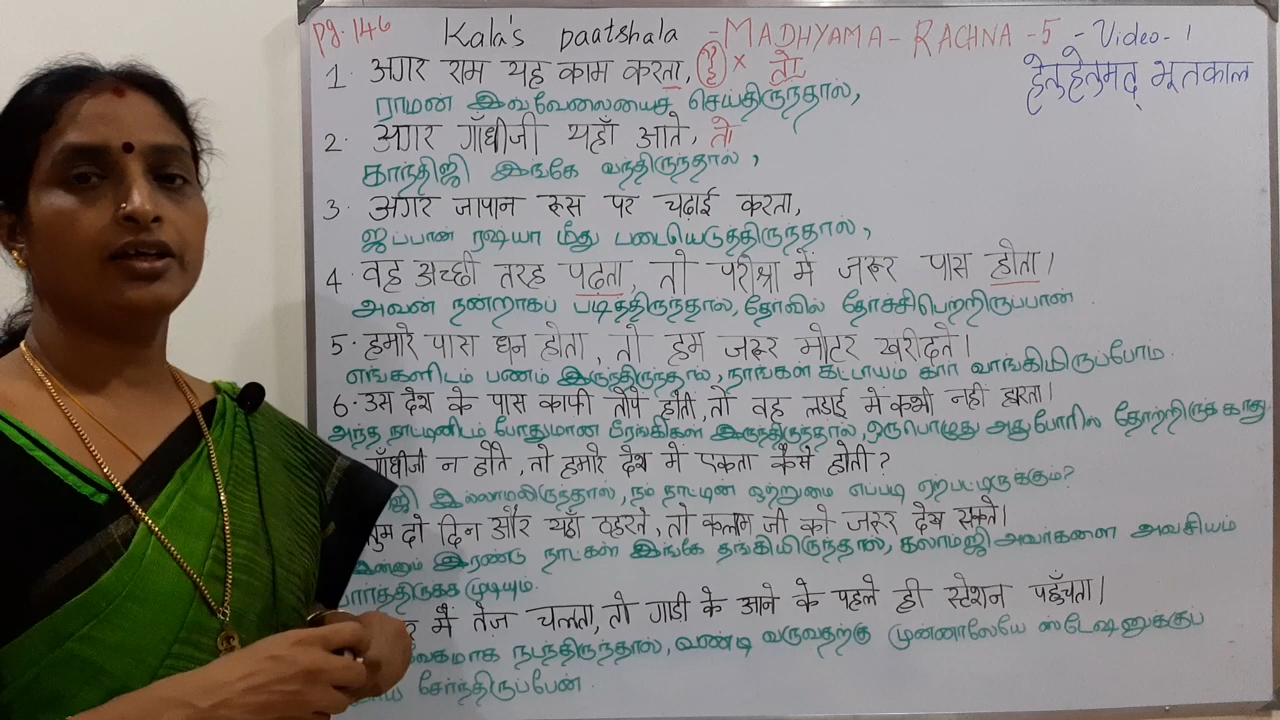 Pg. 146 Kala's paatshala - MADHYAMA - RACHNA - 5 - Video - 1
1. अगर राम यह काम करता, (है) × तो हेतुहेतुमद् भूतकाल
ராமன் இவ்வேலையைச் செய்திருந்தால்,
2. अगर गाँधीजी यहाँ आते, तो
காந்திஜி இங்கே வந்திருந்தால்,
3. अगर जापान रूस पर चढ़ाई करता,
ஜப்பான் ரஷ்யா மீது படையெடுத்திருந்தால்,
4. वह अच्छी तरह पढता, तो परीक्षा में जरूर पास होता।
அவன் நன்றாகப் படித்திருந்தால், தேர்வில் தேர்ச்சிபெற்றிருப்பான்
5. हमारे पास धन होता, तो हम जरूर मोटर खरीदते।
எங்களிடம் பணம் இருந்திருந்தால், நாங்கள் கட்டாயம் கார் வாங்கியிருப்போம்.
6. उस देश के पास काफी तोपें होतीं, तो वह लडाई में कभी नहीं हारता।
அந்த நாட்டினிடம் போதுமான பீரங்கிகள் இருந்திருந்தால், ஒருபொழுதும் அது போரில் தோற்றிருக்காது.
गाँधीजी न होते, तो हमारे देश में एकता कैसे होती?
ஜி இல்லாமலிருந்தால், நம் நாட்டின் ஒற்றுமை எப்படி ஏற்பட்டிருக்கும்?
तुम दो दिन और यहाँ ठहरते, तो कलाम जी को जरूर देख सकते।
இன்னும் இரண்டு நாட்கள் இங்கே தங்கியிருந்தால், கலாம்ஜி அவர்களை அவசியம்
பார்த்திருக்க முடியும்.
मैं तेज़ चलता, तो गाडी के आने के पहले ही स्टेशन पहुँचता।
வேகமாக நடந்திருந்தால், வண்டி வருவதற்கு முன்னாலேயே ஸ்டேஷனுக்குப்
சேர்ந்திருப்பேன்.